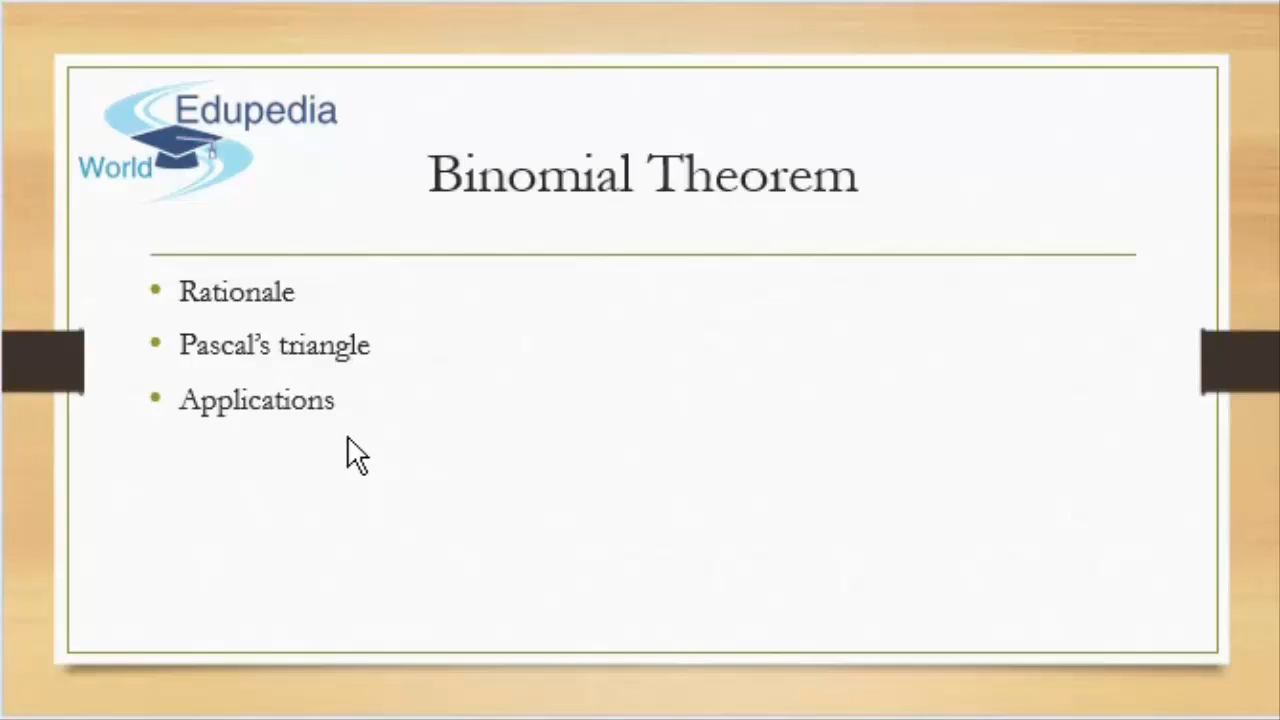 Edupedia
World
Binomial Theorem
Rationale
Pascal’s triangle
Applications